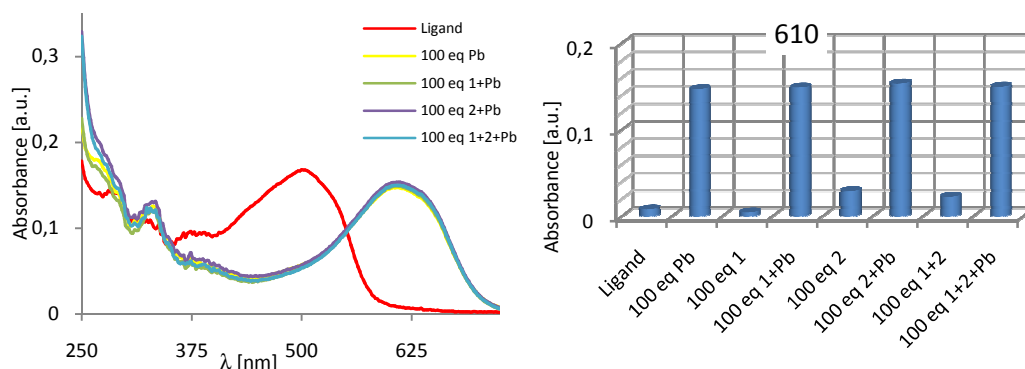 Absorbance [a.u.]
0,3
0,2
0,1
0
250
375
500
625
λ [nm]
Ligand
100 eq Pb
100 eq 1+Pb
100 eq 2+Pb
100 eq 1+2+Pb
610
Absorbance [a.u.]
0,2
0,1
0
Ligand
100 eq Pb
100 eq 1
100 eq 1+Pb
100 eq 2
100 eq 2+Pb
100 eq 1+2
100 eq 1+2+Pb